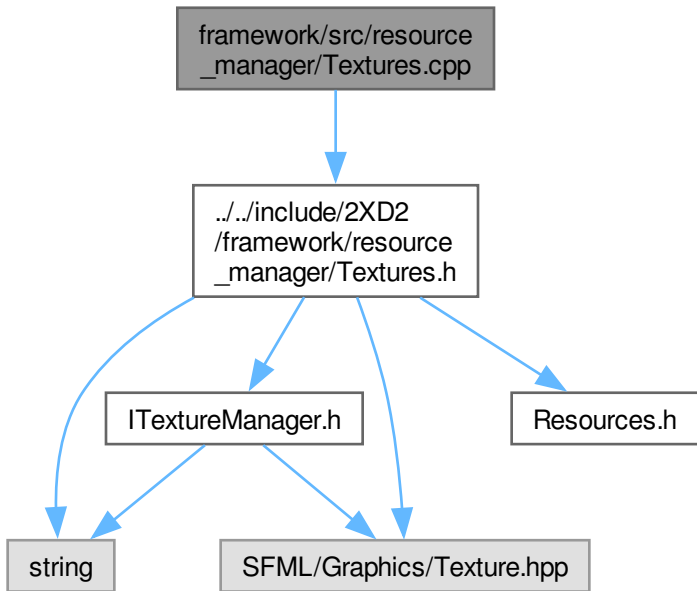 framework/src/resource
_manager/Textures.cpp
../../include/2XD2
/framework/resource
_manager/Textures.h
ITextureManager.h
Resources.h
string
SFML/Graphics/Texture.hpp